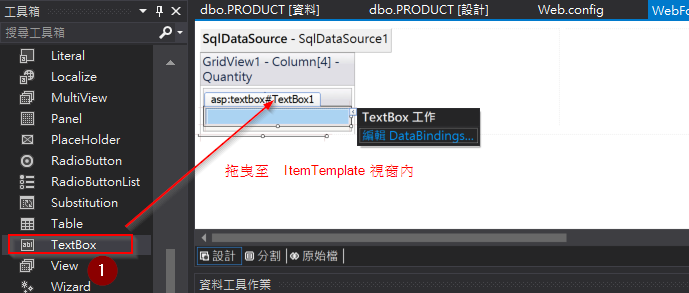 工具箱
搜尋工具箱
Literal
Localize
MultiView
Panel
PlaceHolder
RadioButton
RadioButtonList
Substitution
Table
TextBox
View
Wizard
1
dbo.PRODUCT [資料]
dbo.PRODUCT [設計]
Web.config
WebFo
SqlDataSource - SqlDataSource1
GridView1 - Column[4] -
Quantity
asp:textbox#TextBox1
TextBox 工作
編輯 DataBindings...
拖曳至 ItemTemplate 視窗內
設計
分割
原始檔
資料工具作業